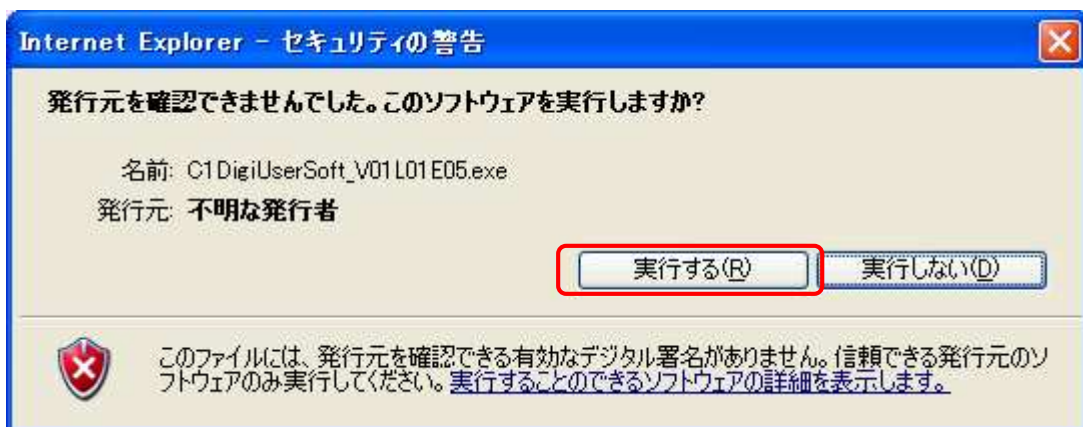 Internet Explorer - セキュリティの警告
発行元を確認できませんでした。このソフトウェアを実行しますか?
名前: C1DigiUserSoft_V01L01E05.exe
発行元: 不明な発行者
実行する(R) 実行しない(D)
このファイルには、発行元を確認できる有効なデジタル署名がありません。信頼できる発行元のソ
フトウェアのみ実行してください。実行することのできるソフトウェアの詳細を表示します。